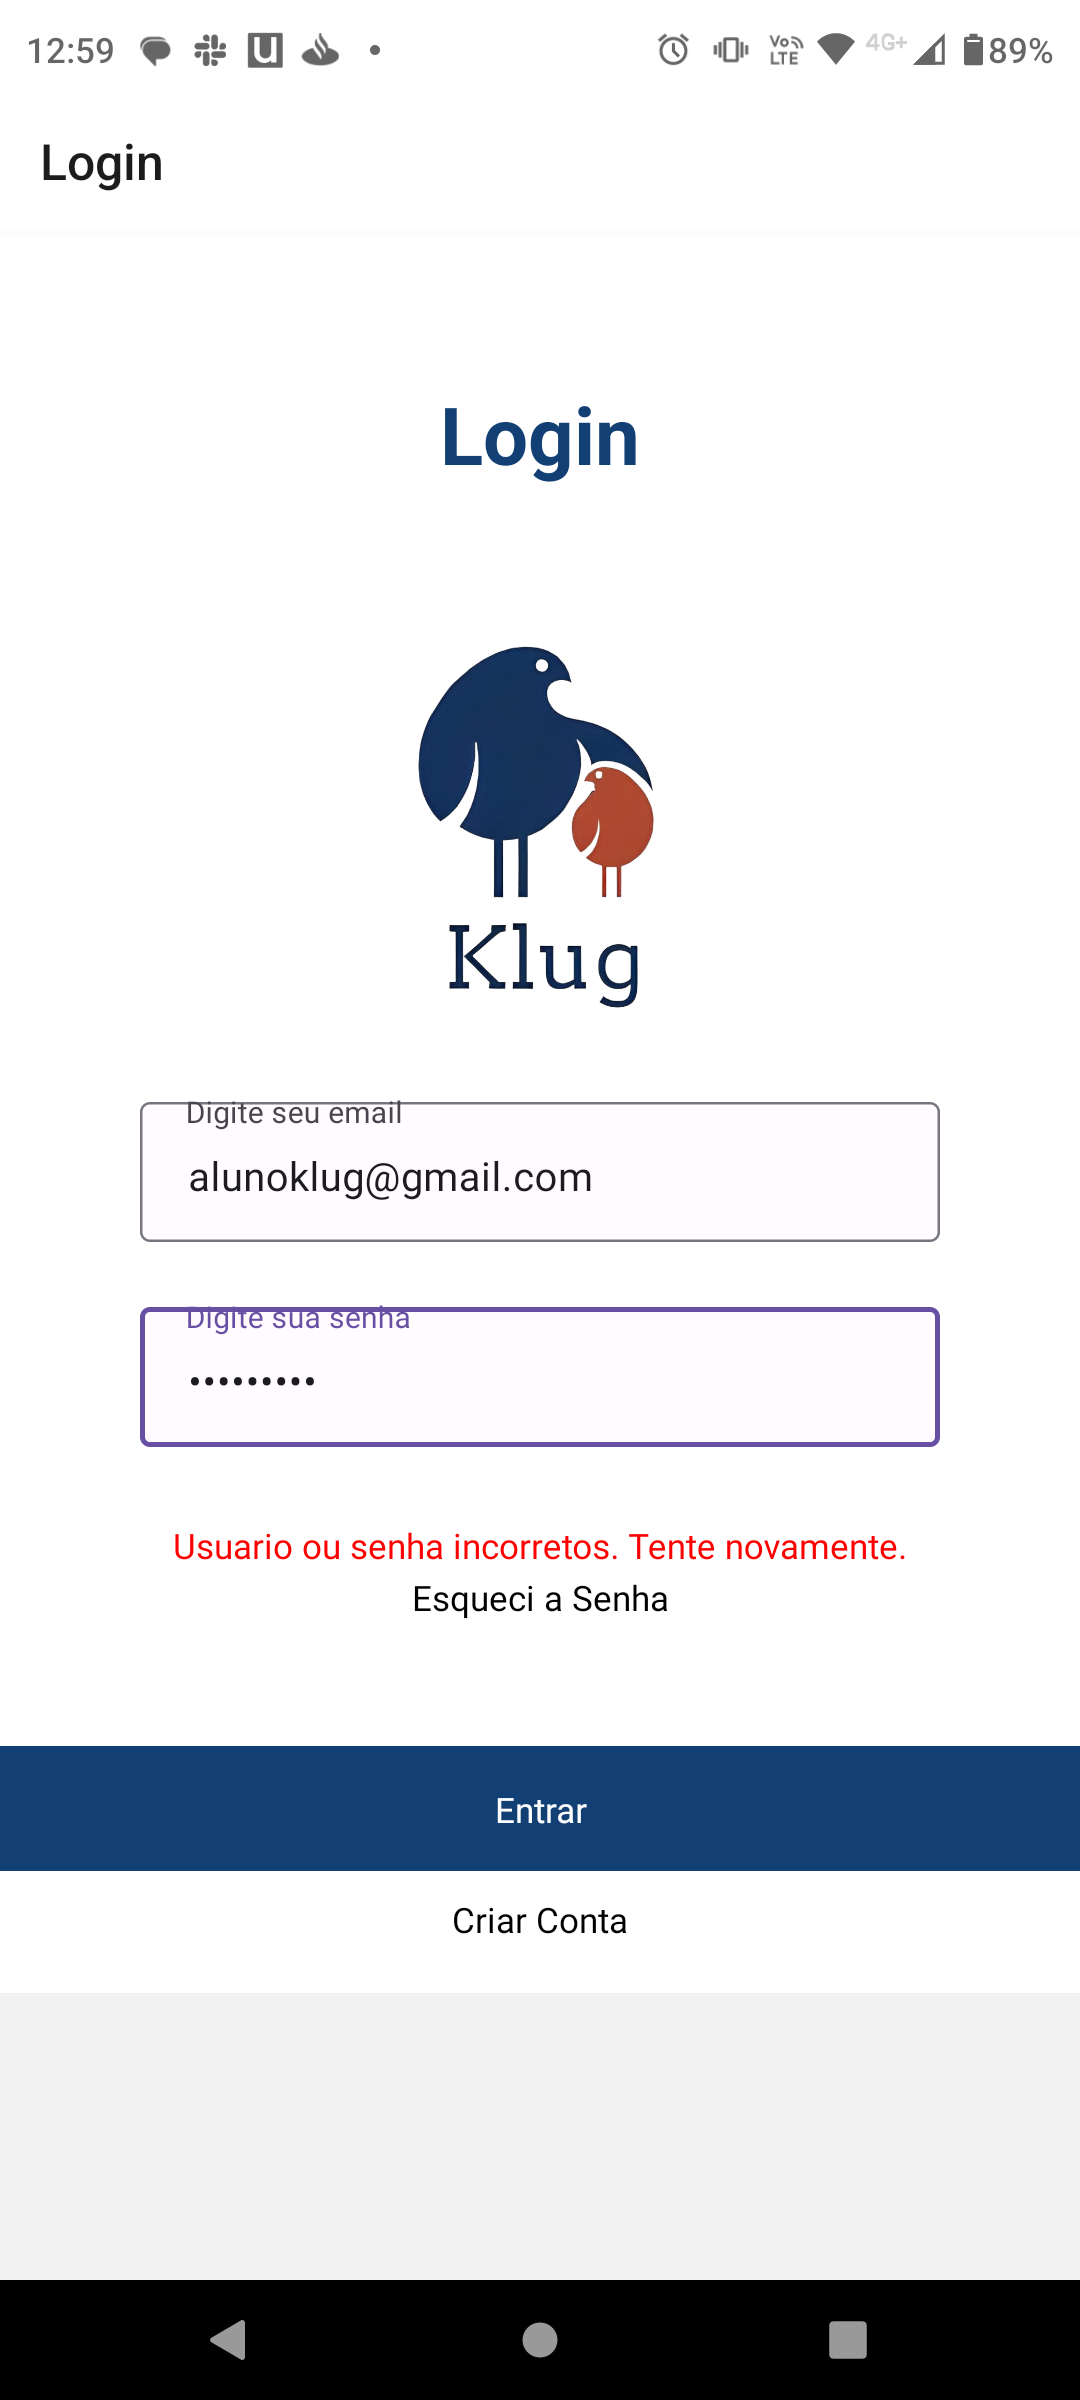 12:59
Vo
LTE
4G+
89%
Login
Login
Klug
Digite seu email
alunoklug@gmail.com
Digite sua senha
•••••••••
Usuario ou senha incorretos. Tente novamente.
Esqueci a Senha
Entrar
Criar Conta